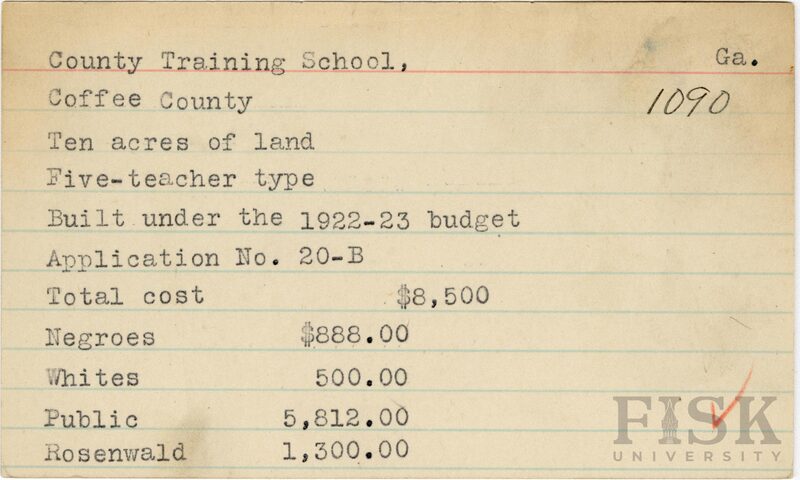 County Training School, Ga.
Coffee County 1090
Ten acres of land
Five-teacher type
Built under the 1922-23 budget
Application No. 20-B
Total cost $8,500
Negroes $888.00
Whites 500.00
Public 5,812.00
Rosenwald 1,300.00
FISK
UNIVERSITY